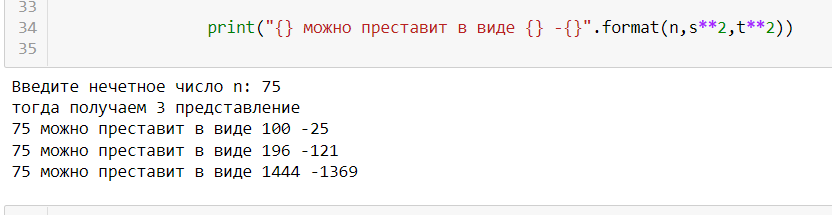 33
34 print("{} можно преставит в виде {} -{}".format(n,s**2,t**2))
35
Введите нечетное число n: 75
тогда получаем 3 представление
75 можно преставит в виде 100 -25
75 можно преставит в виде 196 -121
75 можно преставит в виде 1444 -1369